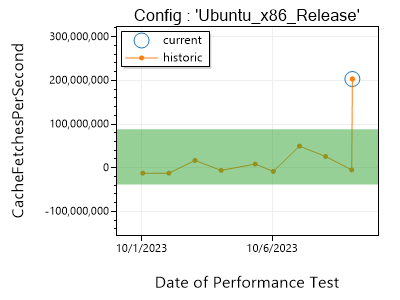 Config : 'Ubuntu_x86_Release'
current
historic
CacheFetchesPerSecond
300,000,000
200,000,000
100,000,000
0
-100,000,000
10/1/2023
10/6/2023
Date of Performance Test